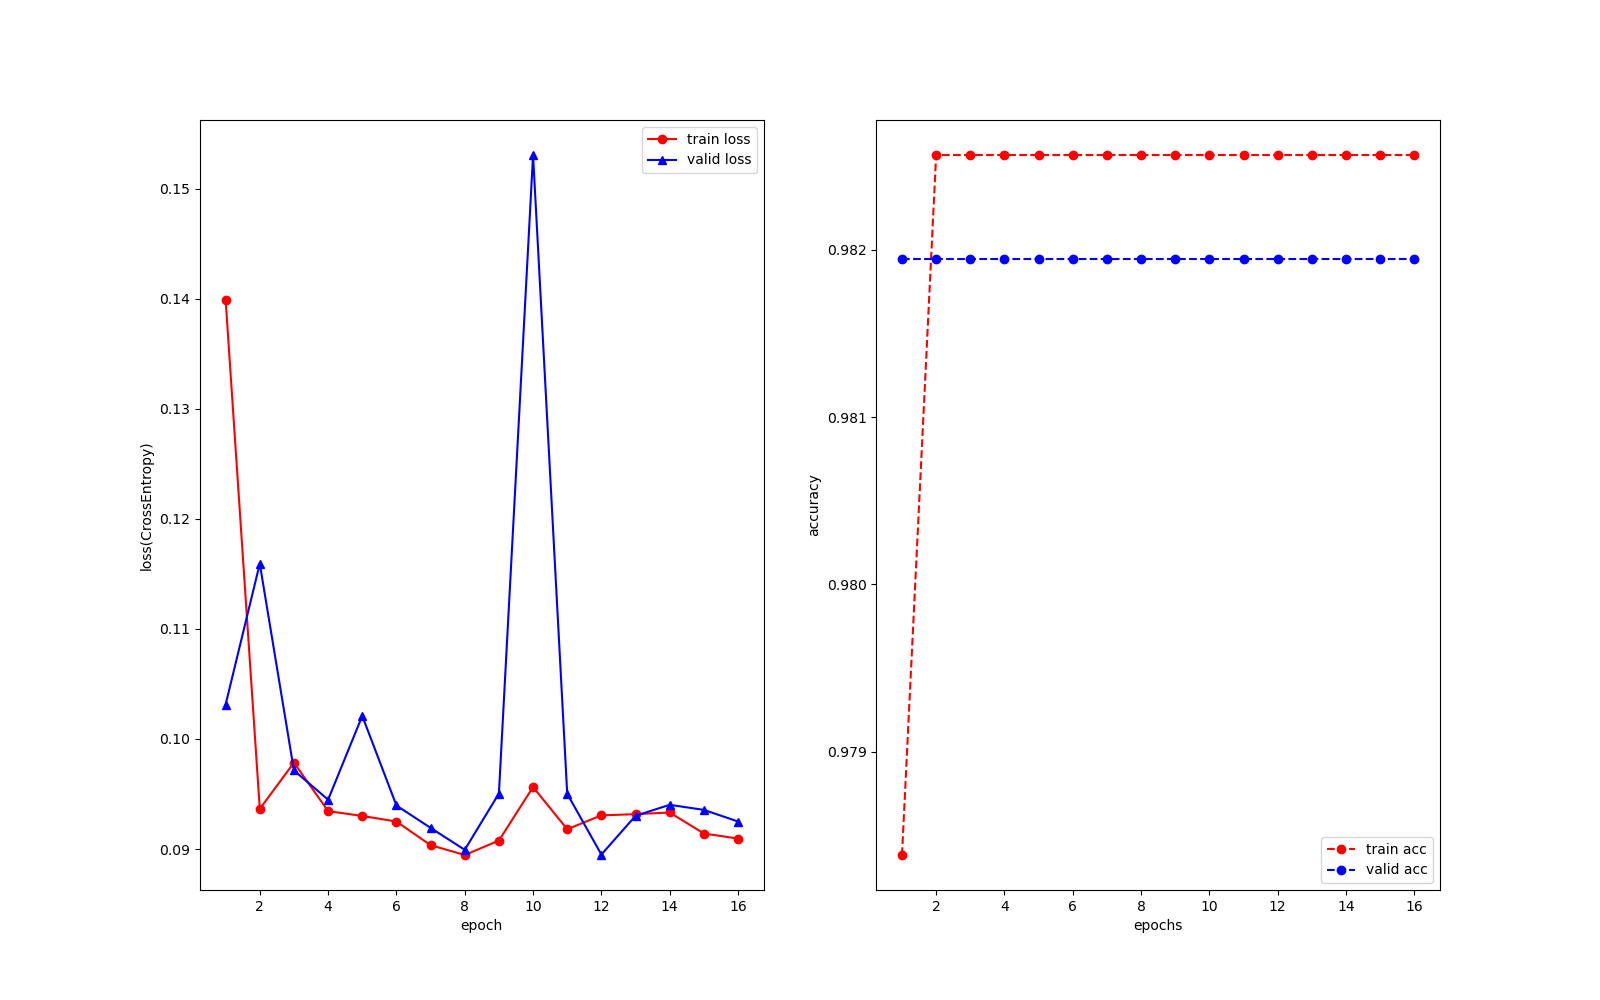 train loss
valid loss
0.15
0.14
0.13
0.12
0.11
0.10
0.09
loss(CrossEntropy)
2 4 6 8 10 12 14 16
epoch
0.982
0.981
0.980
0.979
accuracy
train acc
valid acc
2 4 6 8 10 12 14 16
epochs